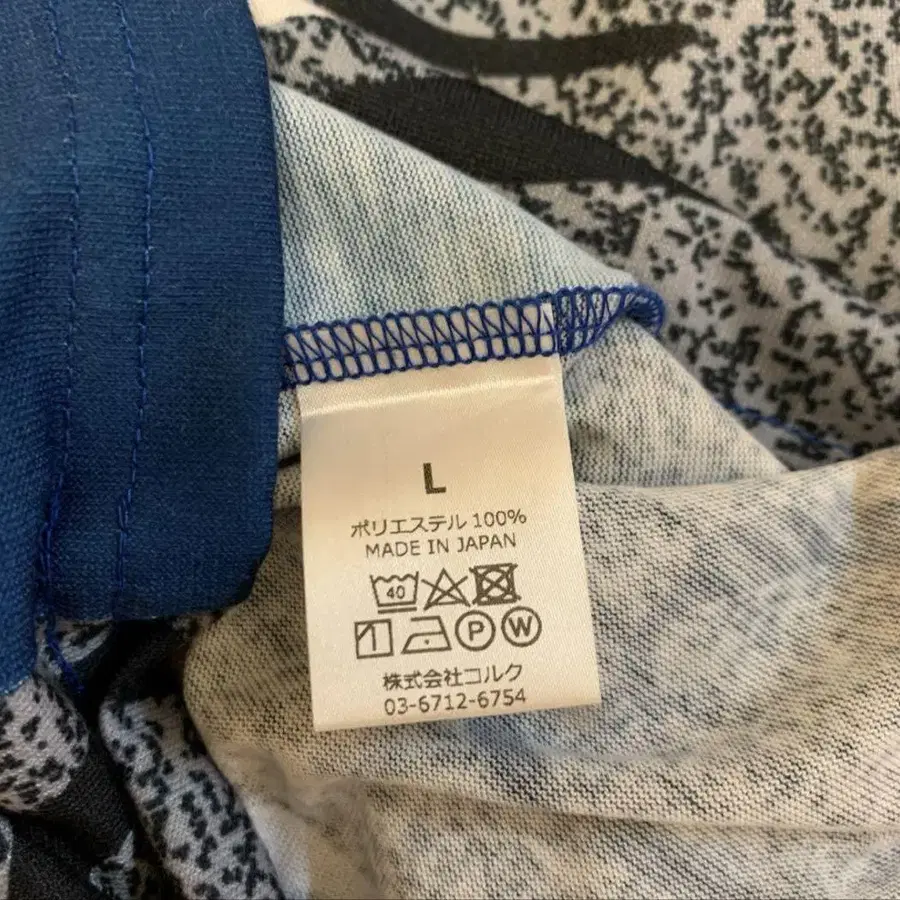 L
ポリエステル 100%
MADE IN JAPAN
40
P W
株式会社コルク
03-6712-6754